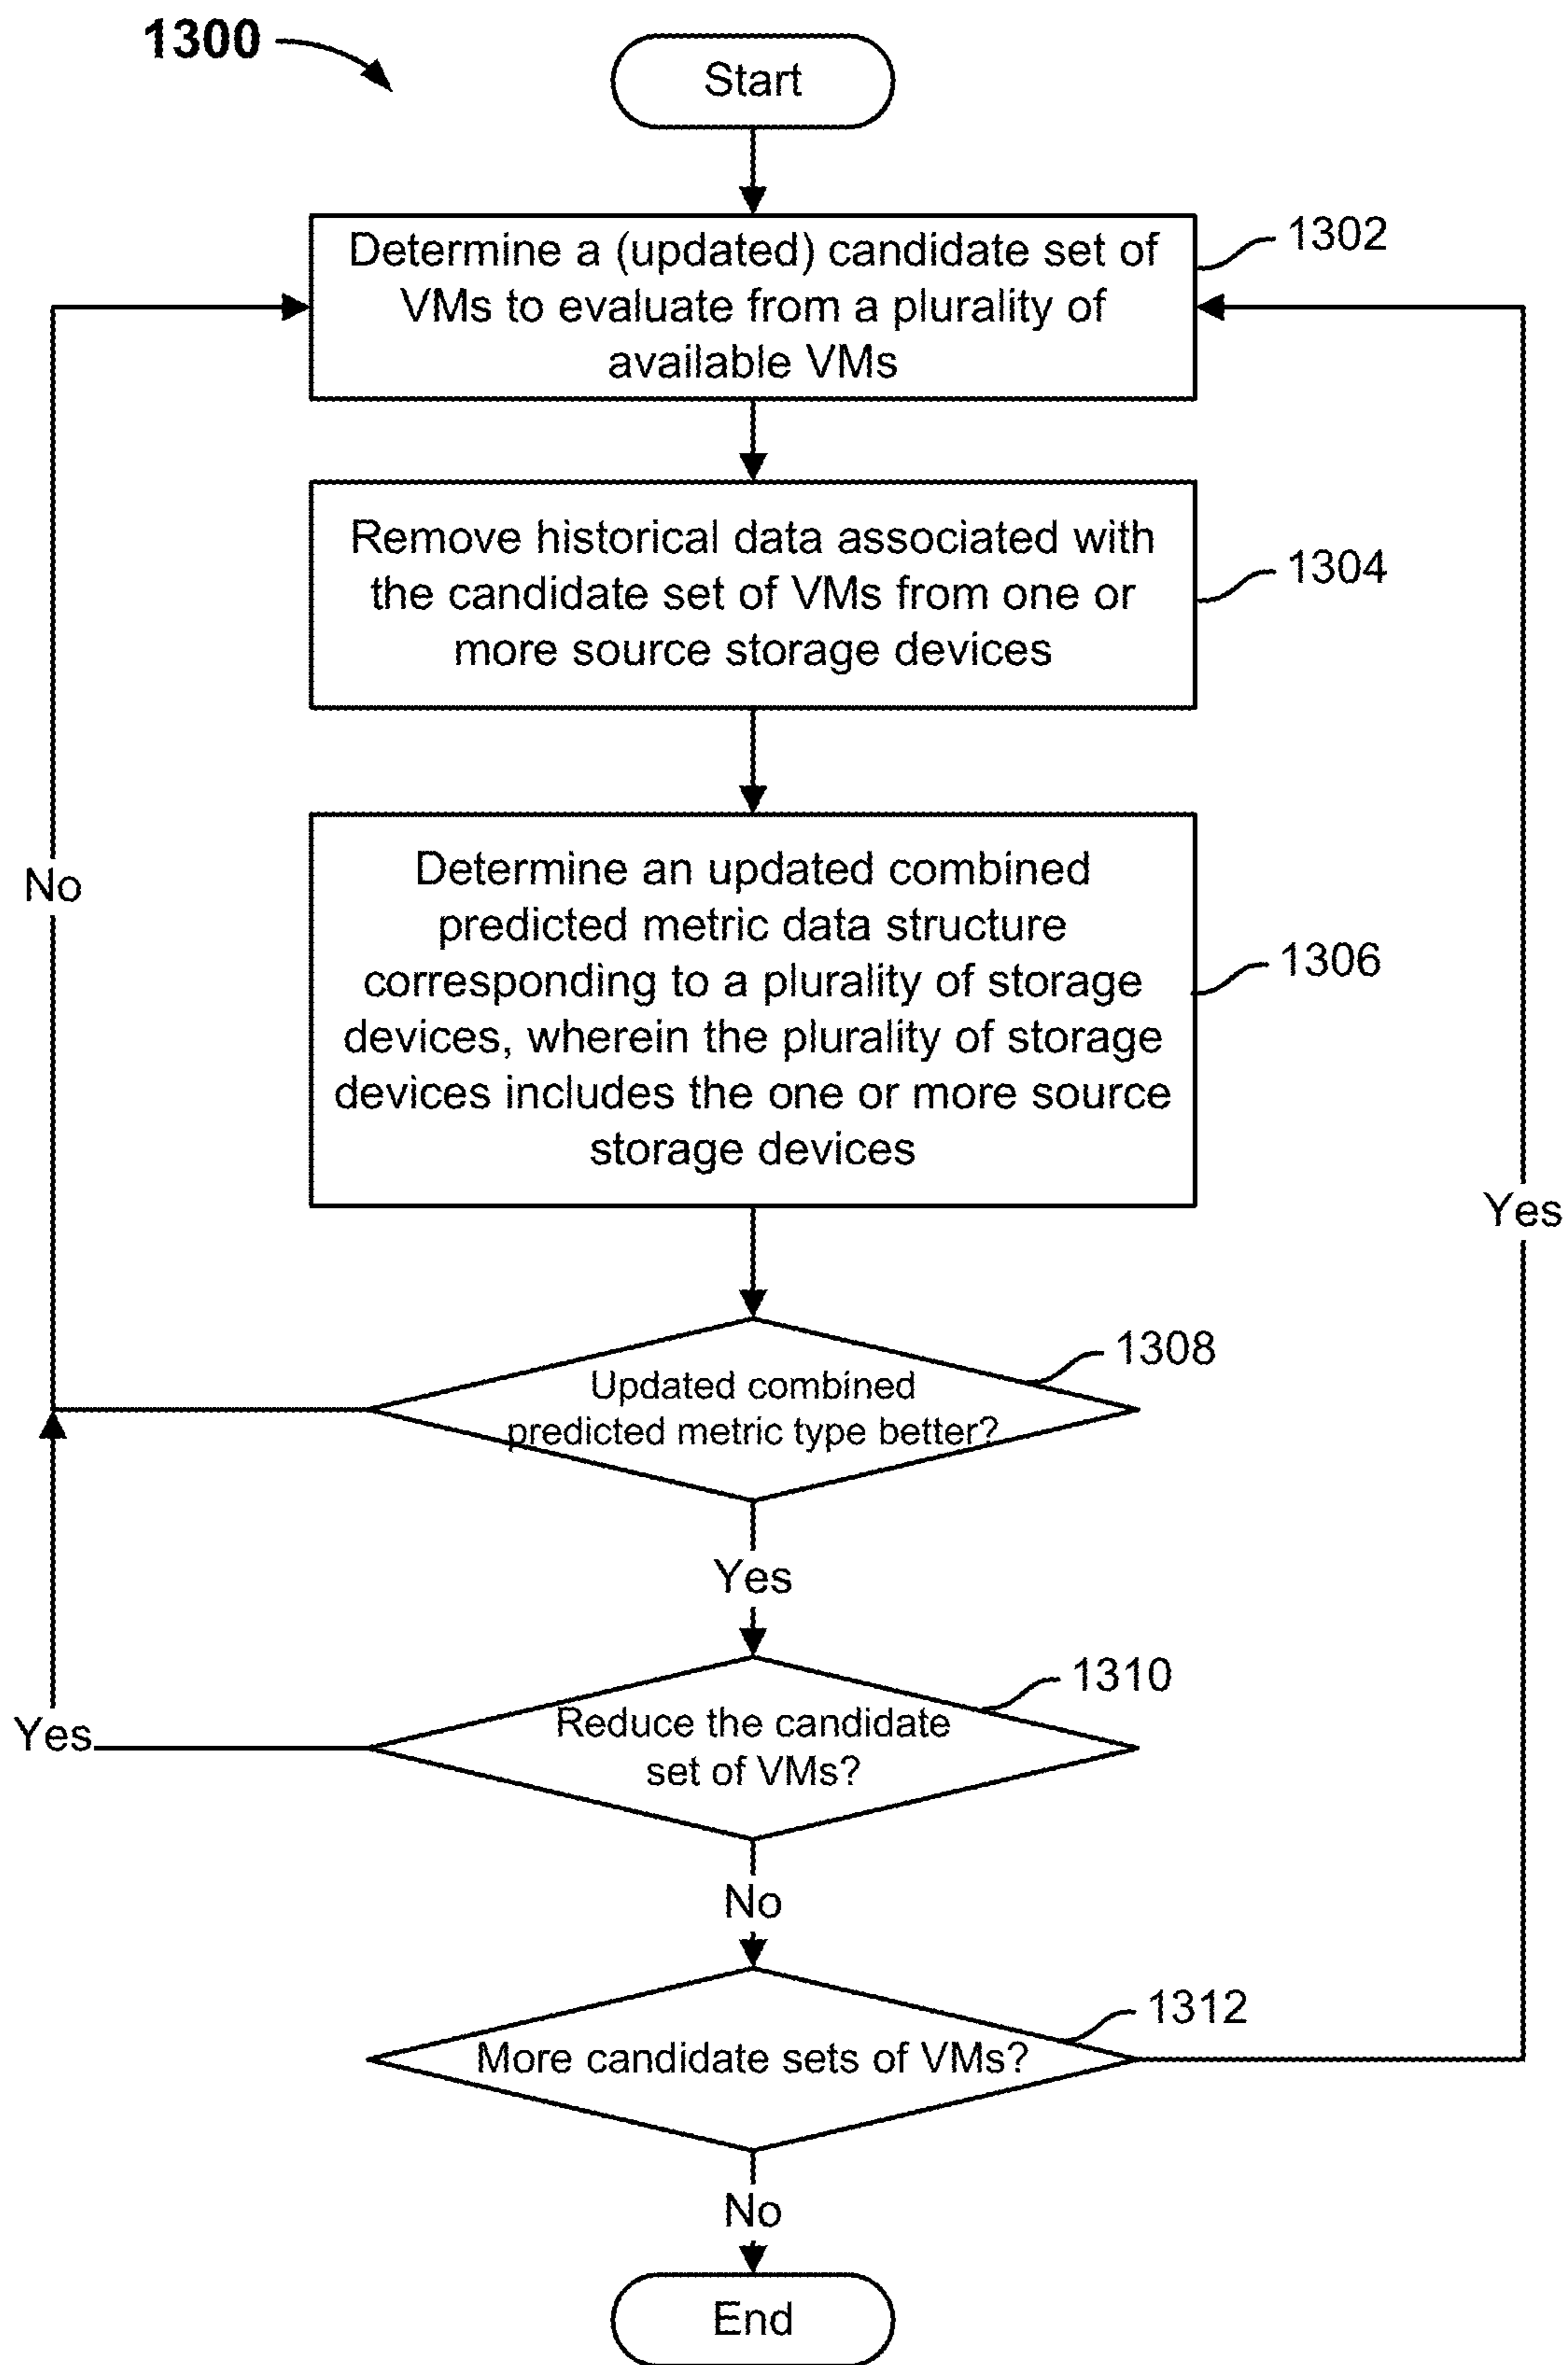 1300
Start
Determine a (updated) candidate set of
VMs to evaluate from a plurality of
available VMs
1302
Remove historical data associated with
the candidate set of VMs from one or
more source storage devices
1304
Determine an updated combined
predicted metric data structure
corresponding to a plurality of storage
devices, wherein the plurality of storage
devices includes the one or more source
storage devices
1306
No
Yes
Updated combined
predicted metric type better?
1308
Yes
Reduce the candidate
set of VMs?
1310
Yes
No
More candidate sets of VMs?
1312
No
End